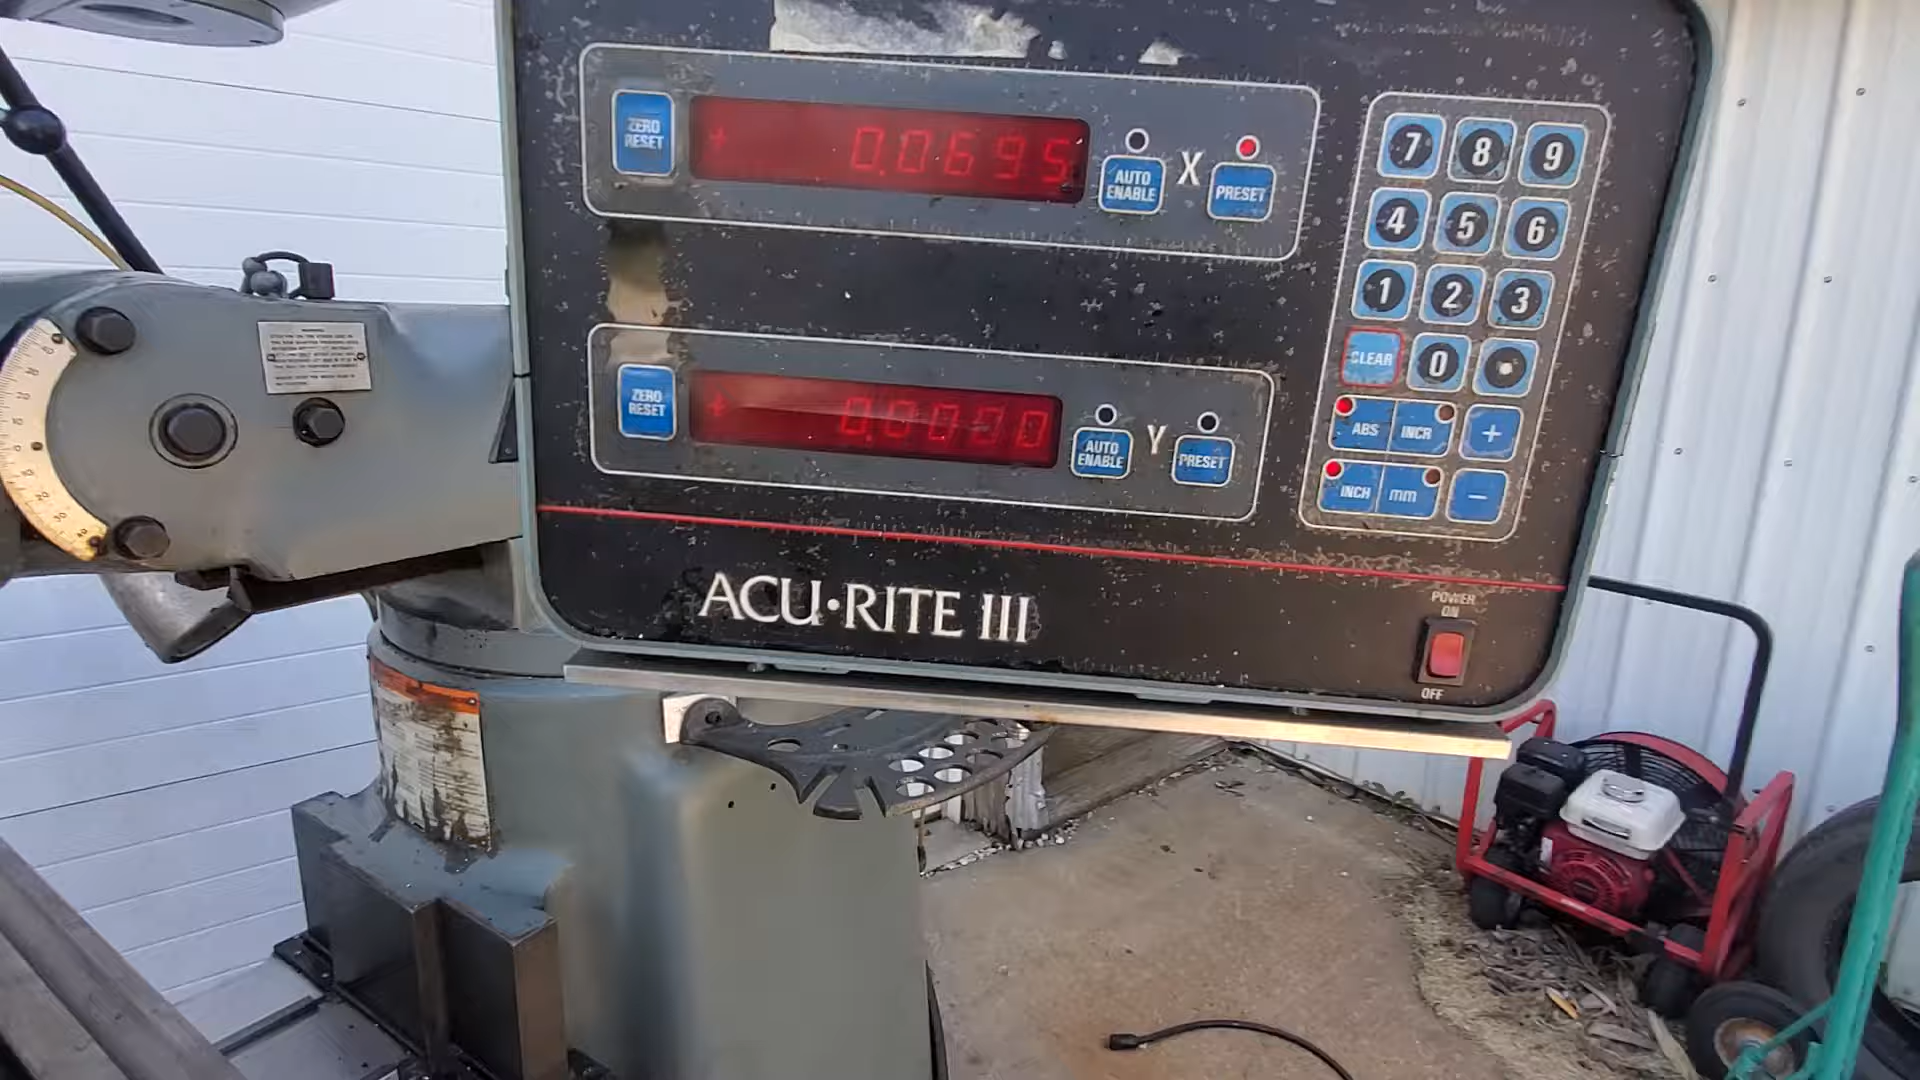 ZERO RESET
+ 0.0695
AUTO ENABLE
X
PRESET
7 8 9
4 5 6
1 2 3
CLEAR 0 .
ABS INCR +
INCH mm −
ZERO RESET
+ 0.0000
AUTO ENABLE
Y
PRESET
ACU•RITE III
POWER
ON
OFF